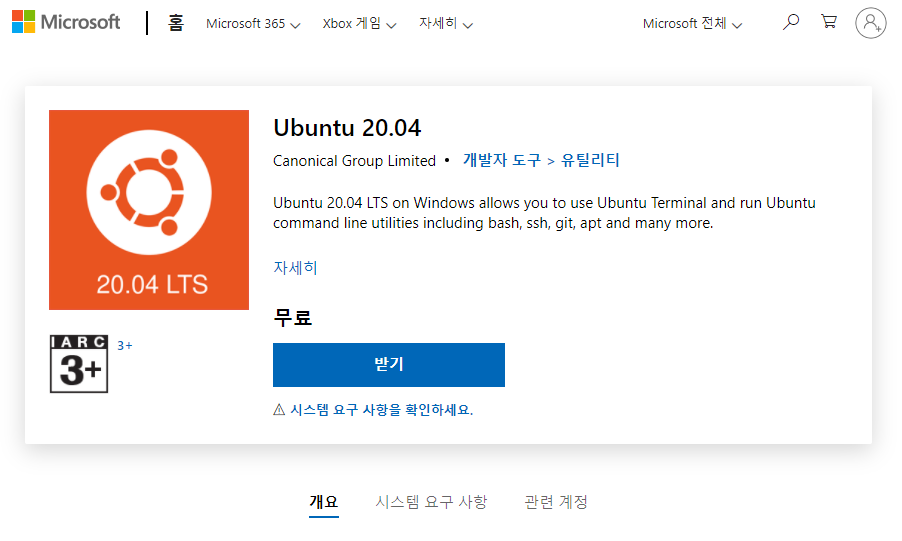 Microsoft 홈 Microsoft 365 Xbox 게임 자세히 Microsoft 전체
Ubuntu 20.04
Canonical Group Limited • 개발자 도구 > 유틸리티
Ubuntu 20.04 LTS on Windows allows you to use Ubuntu Terminal and run Ubuntu
command line utilities including bash, ssh, git, apt and many more.
20.04 LTS
자세히
무료
IARC
3+
3+
받기
시스템 요구 사항을 확인하세요.
개요 시스템 요구 사항 관련 계정